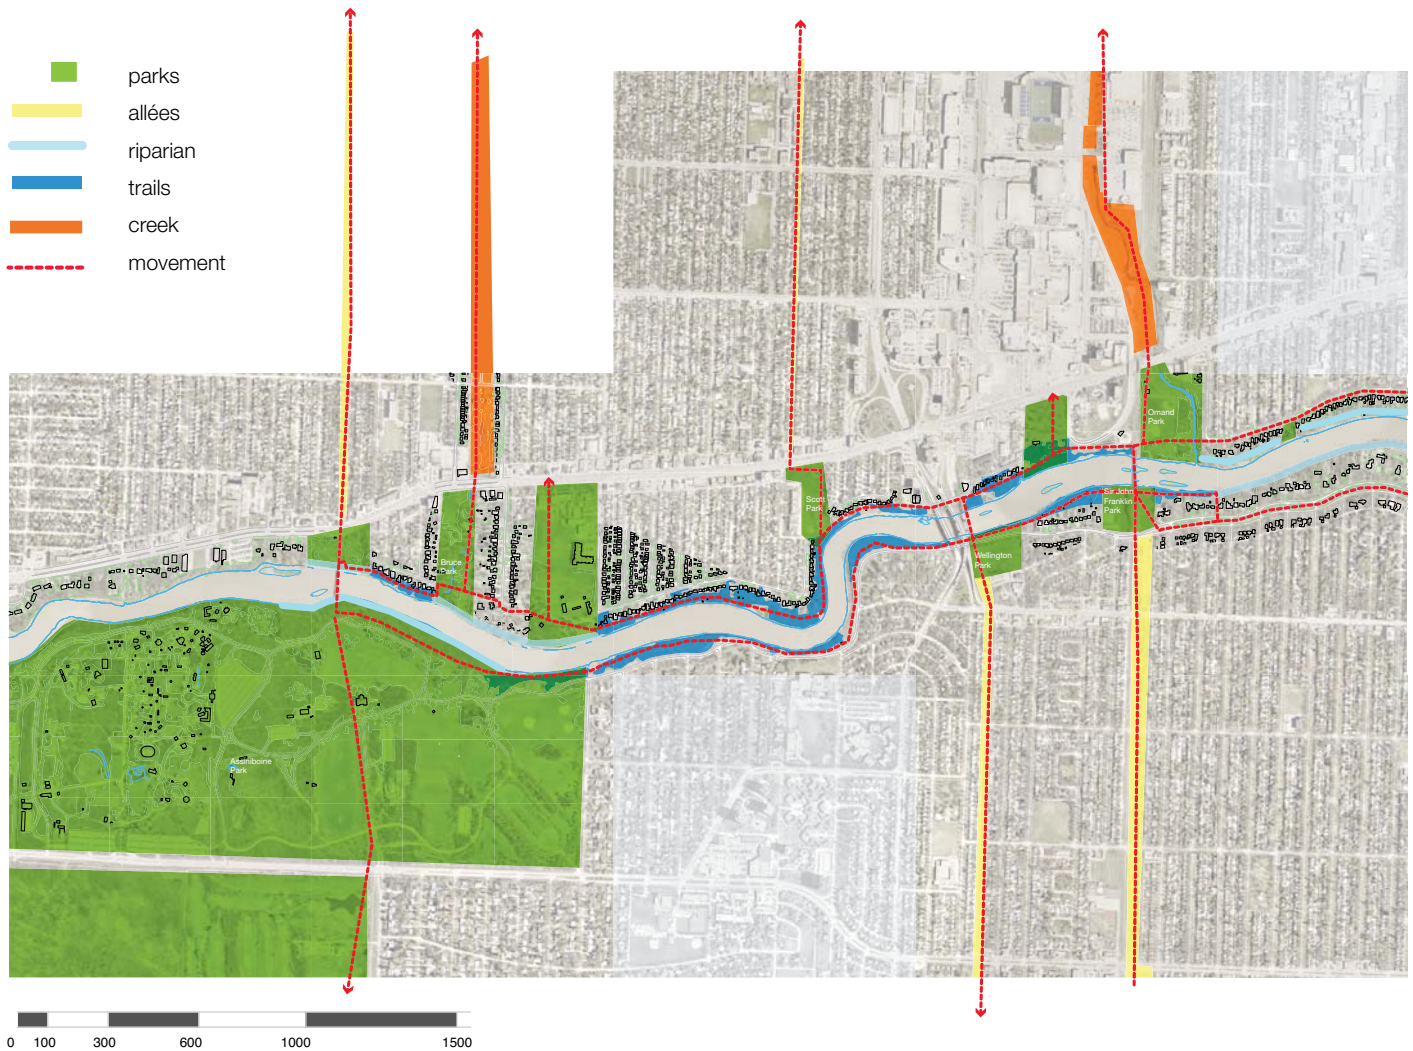 parks
allées
riparian
trails
creek
movement
Omand
Park
Scott
Park
Sir John
Franklin
Park
Wellington
Park
Bruce
Park
Assiniboine
Park
0 100 300 600 1000 1500